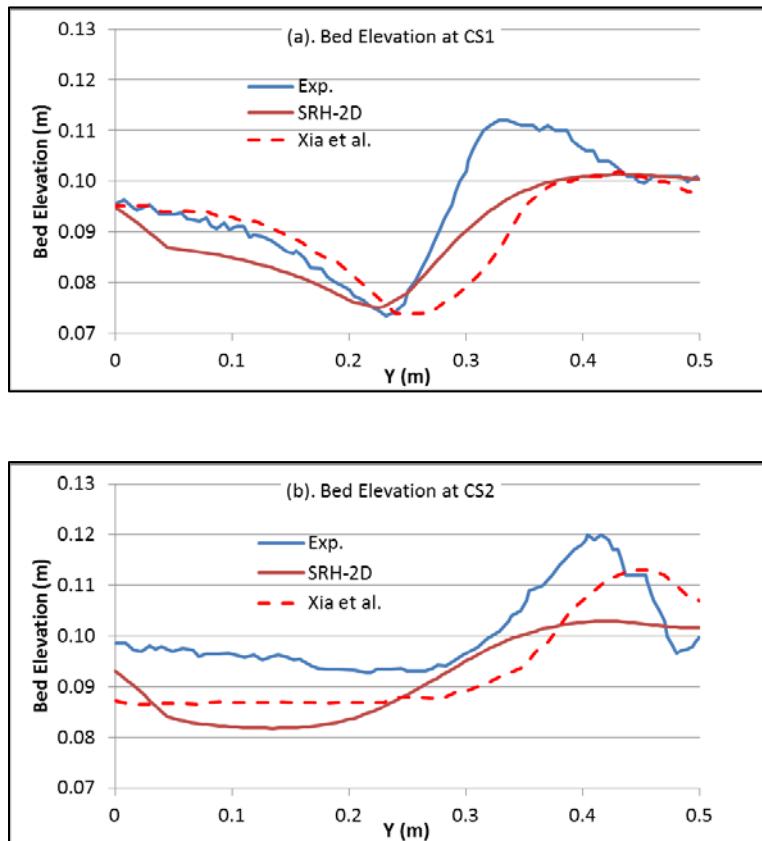 (a). Bed Elevation at CS1
Exp.
SRH-2D
Xia et al.
Bed Elevation (m)
0.13
0.12
0.11
0.10
0.09
0.08
0.07
0 0.1 0.2 0.3 0.4 0.5
Y (m)
(b). Bed Elevation at CS2
Exp.
SRH-2D
Xia et al.
Bed Elevation (m)
0.13
0.12
0.11
0.10
0.09
0.08
0.07
0 0.1 0.2 0.3 0.4 0.5
Y (m)